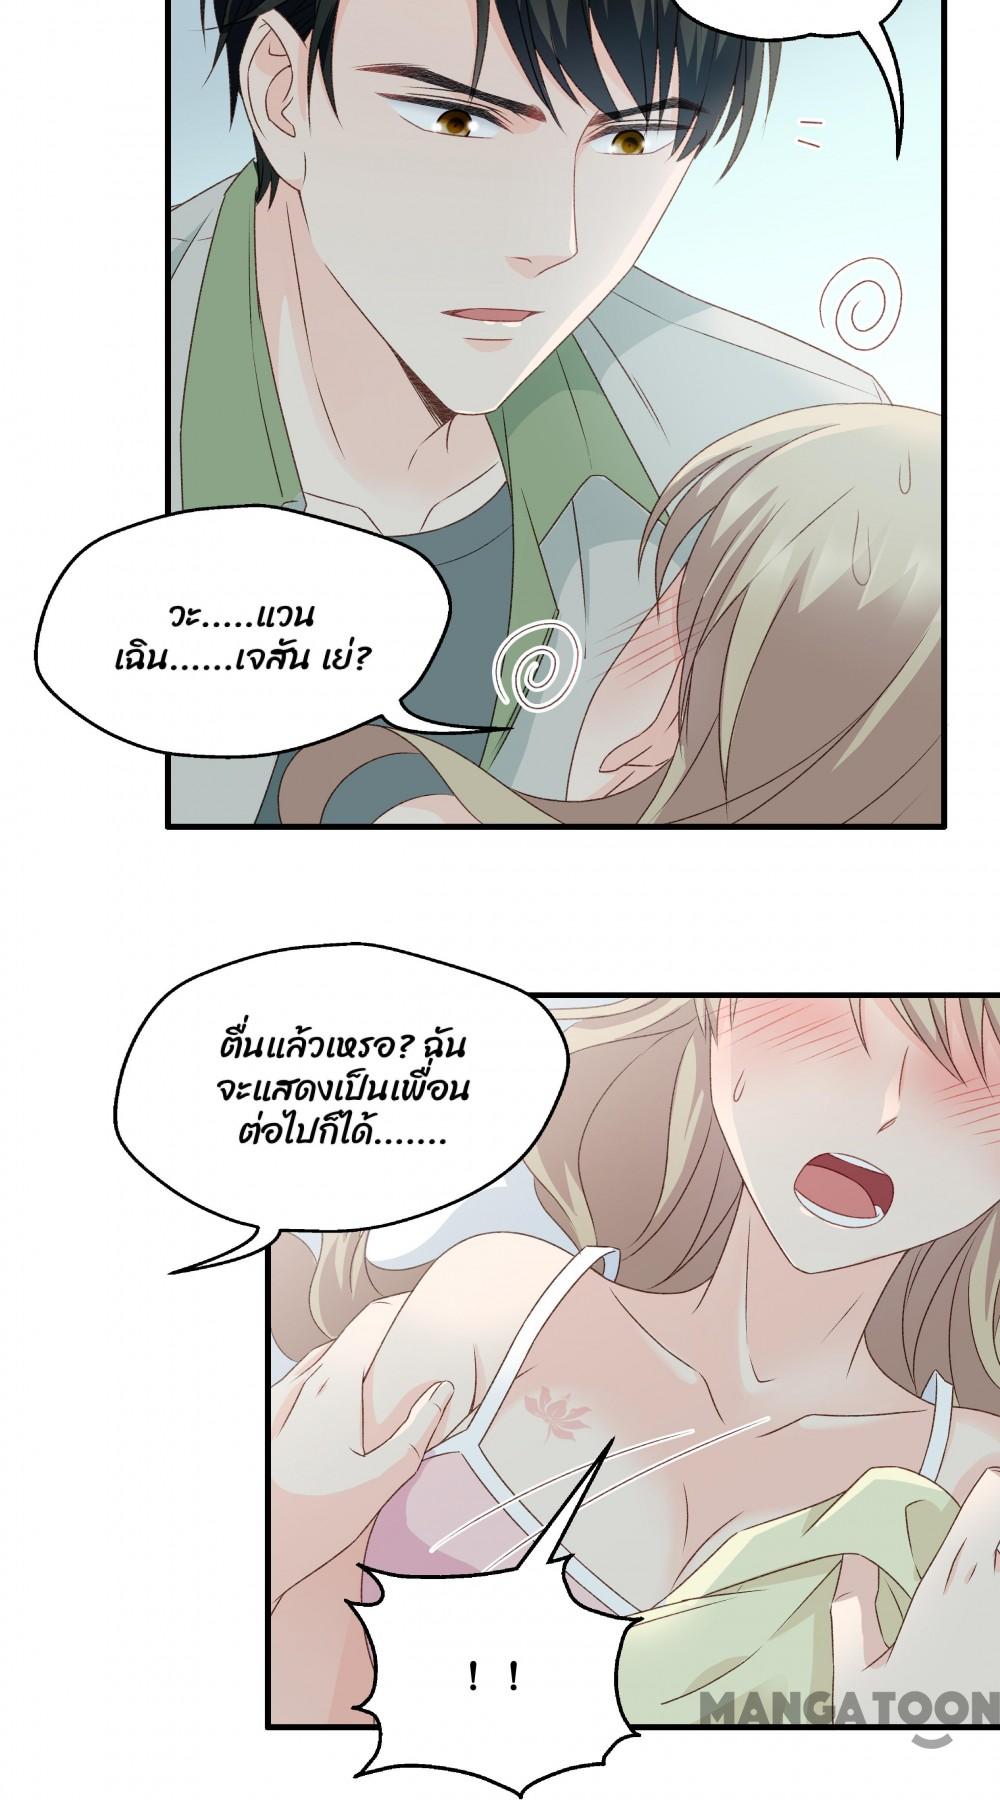 วะ.....แวน
เฉิน......เจสัน เย่?
ตื่นแล้วเหรอ? ฉัน
จะแสดงเป็นเพื่อน
ต่อไปก็ได้.......
! !
MANGATOON